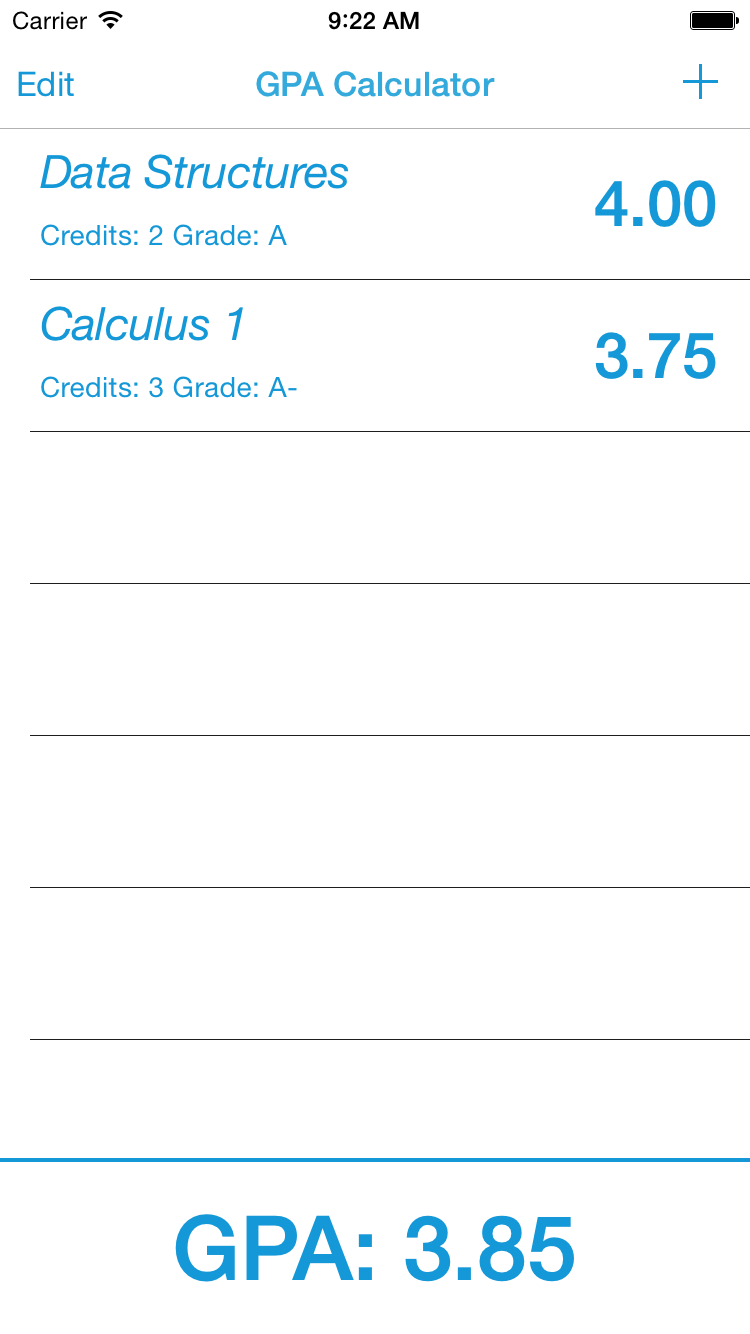 Carrier 9:22 AM
Edit GPA Calculator +
Data Structures
4.00
Credits: 2 Grade: A
Calculus 1
3.75
Credits: 3 Grade: A-
GPA: 3.85